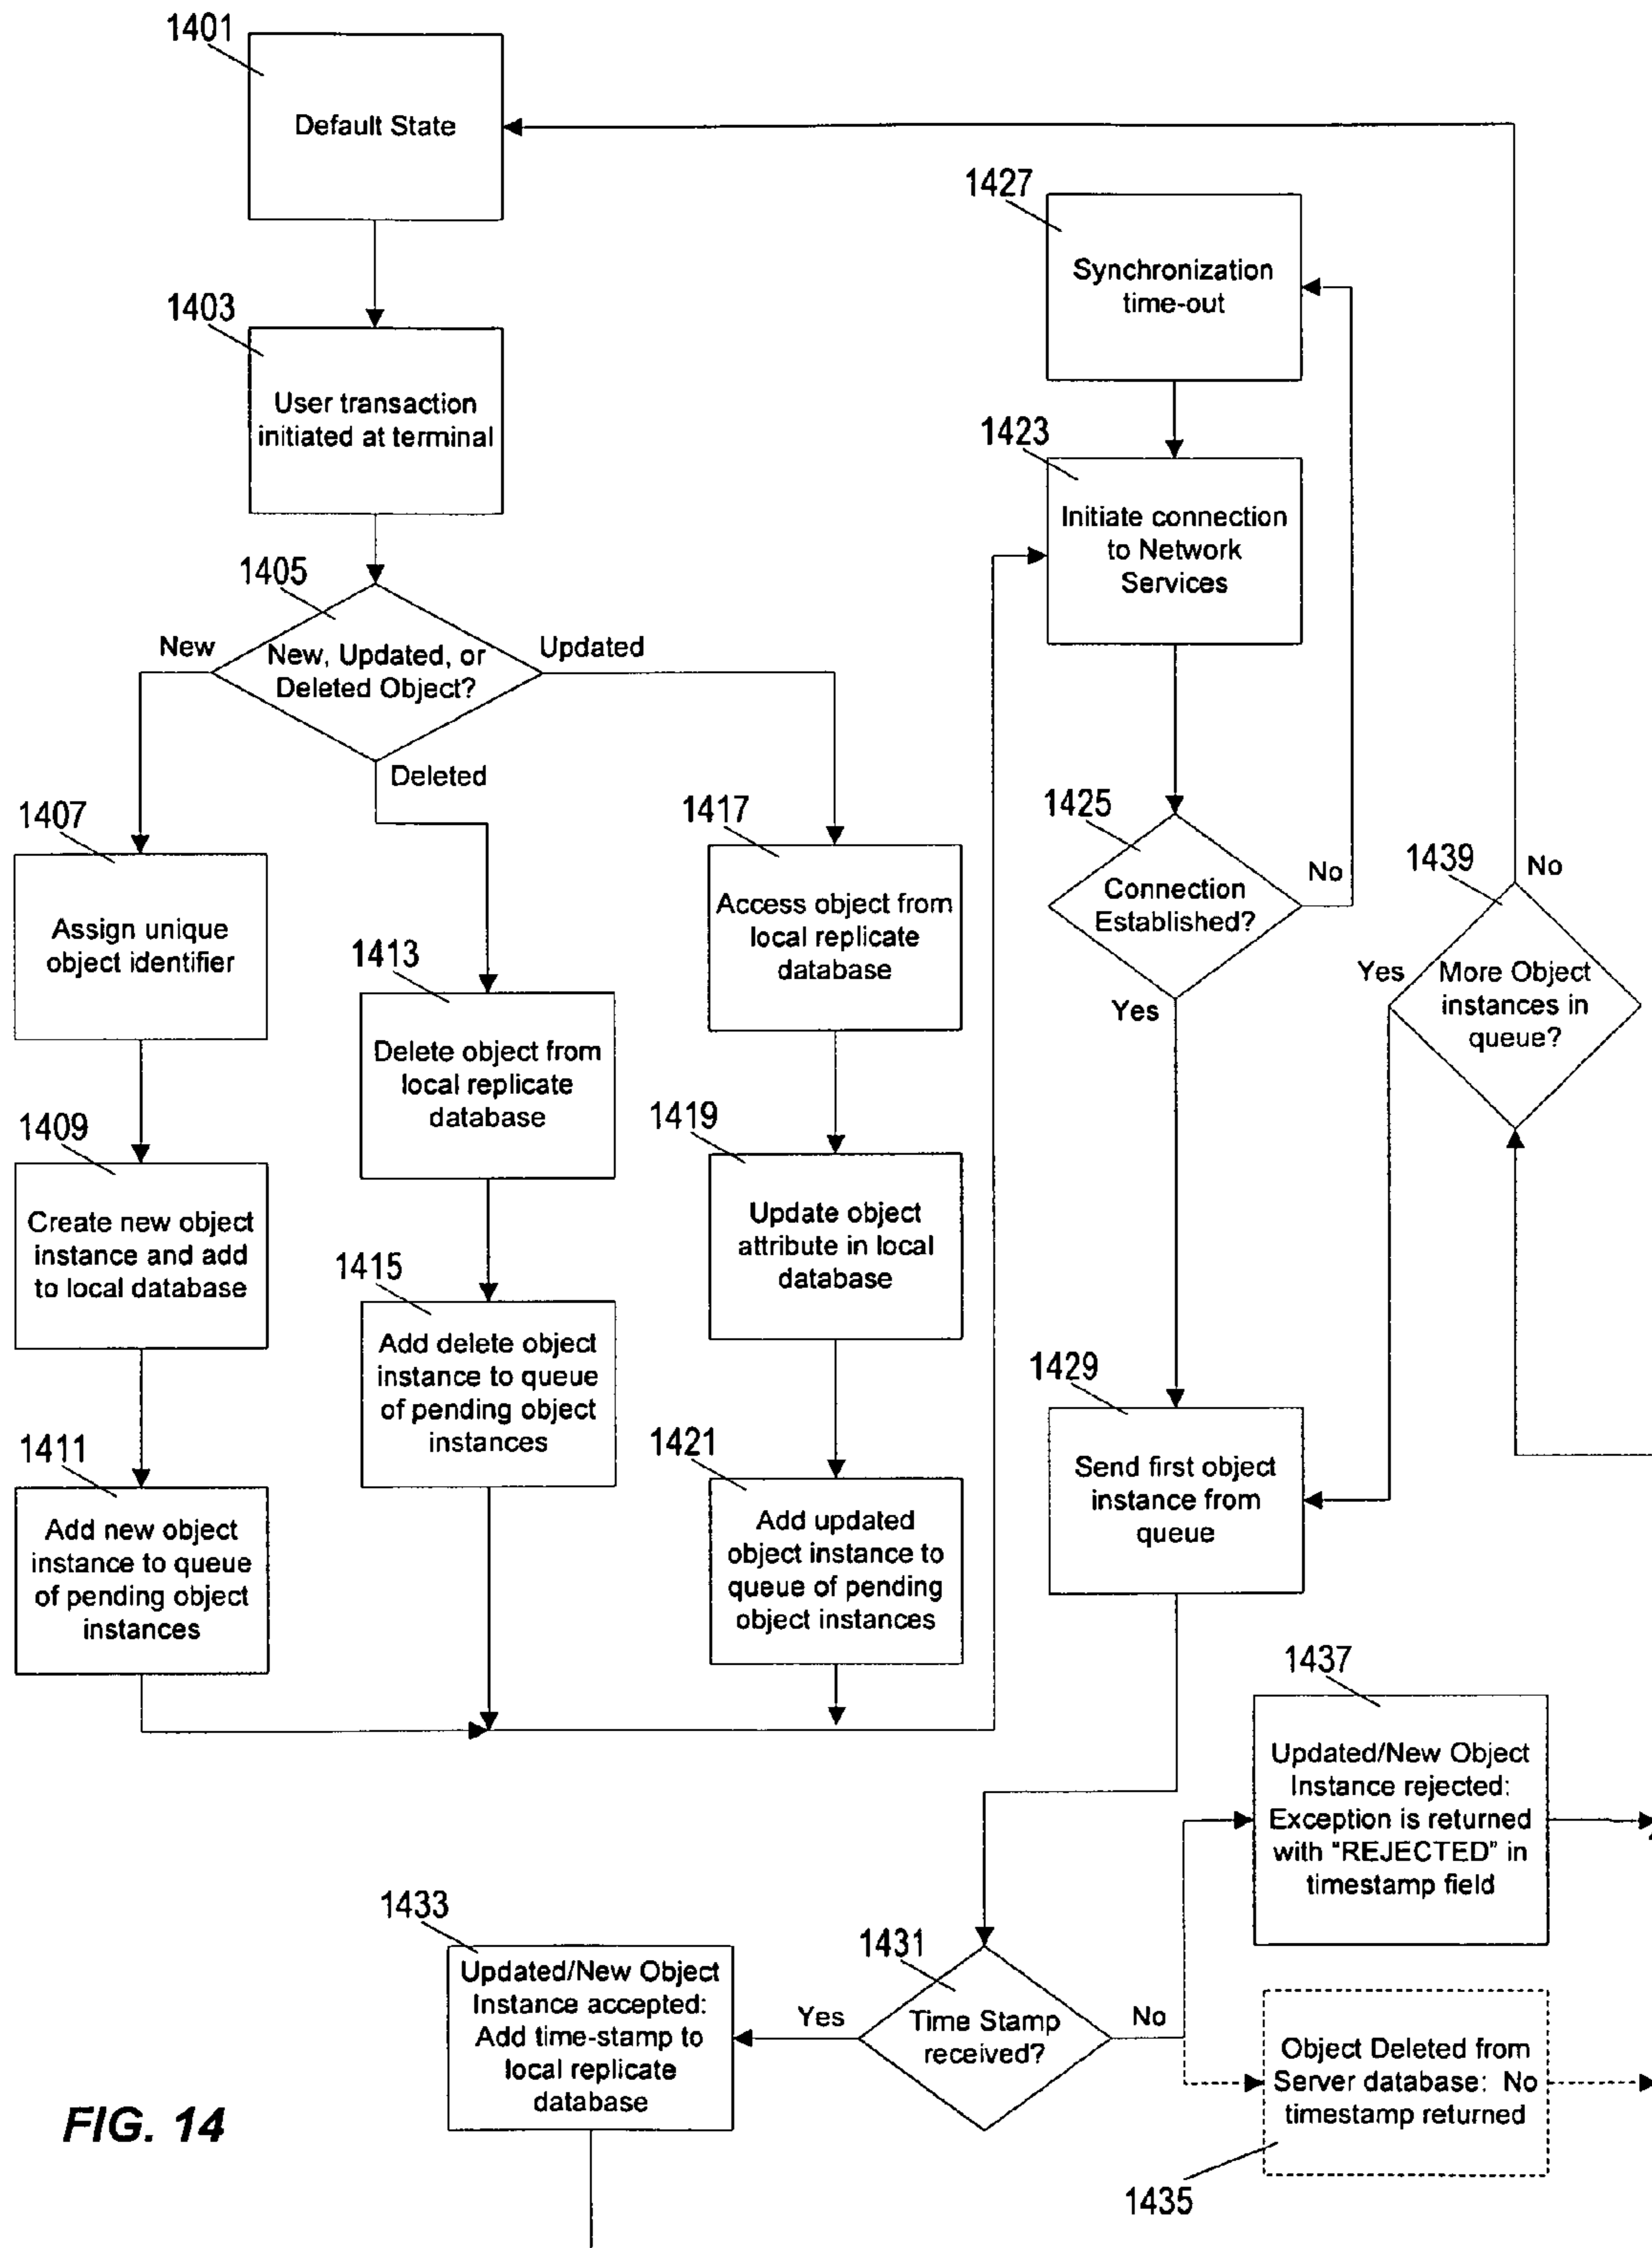 1401
Default State
1403
User transaction
initiated at terminal
1405
New, Updated, or
Deleted Object?
New
Updated
Deleted
1407
Assign unique
object identifier
1409
Create new object
instance and add
to local database
1411
Add new object
instance to queue
of pending object
instances
1413
Delete object from
local replicate
database
1415
Add delete object
instance to queue
of pending object
instances
1417
Access object from
local replicate
database
1419
Update object
attribute in local
database
1421
Add updated
object instance to
queue of pending
object instances
1427
Synchronization
time-out
1423
Initiate connection
to Network
Services
1425
Connection
Established?
No
Yes
1439
No
Yes
More Object
instances in
queue?
1429
Send first object
instance from
queue
1437
Updated/New Object
Instance rejected:
Exception is returned
with "REJECTED" in
timestamp field
1433
Updated/New Object
Instance accepted:
Add time-stamp to
local replicate
database
1431
Yes
Time Stamp
received?
No
Object Deleted from
Server database: No
timestamp returned
1435
FIG. 14